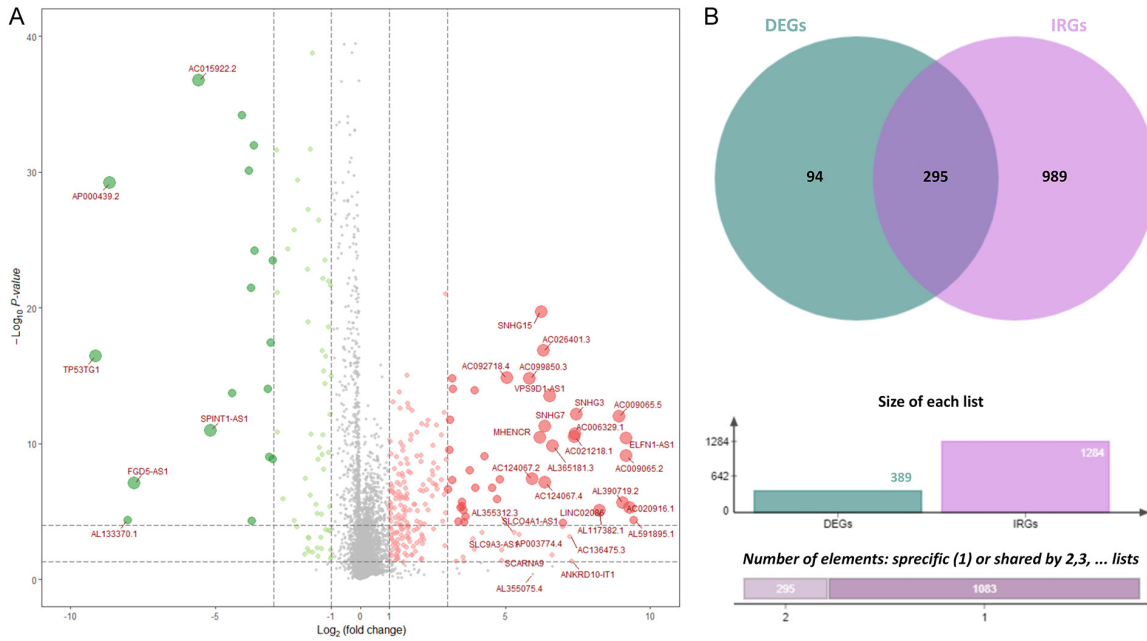 A
40
30
20
10
0
−Log10 P-value
-10
-5
-3
-1
0
1
3
5
10
Log2 (fold change)
AC015922.2
AP000439.2
TP53TG1
SPINT1-AS1
FGD5-AS1
AL133370.1
SNHG15
AC026401.3
AC092718.4
AC099850.3
VPS9D1-AS1
SNHG3
AC009065.5
SNHG7
AC006329.1
MHENCR
AC021218.1
ELFN1-AS1
AL365181.3
AC009065.2
AC124067.2
AC124067.4
AL390719.2
LINC02086
AC020916.1
AL355312.3
SLCO4A1-AS1
AL117382.1
AL591895.1
SLC9A3-AS1
AP003774.4
AC136475.3
SCARNA9
ANKRD10-IT1
AL355075.4
B
DEGs
IRGs
94
295
989
Size of each list
1284
642
0
389
1284
DEGs
IRGs
Number of elements: sprecific (1) or shared by 2,3, ... lists
295
1083
2
1